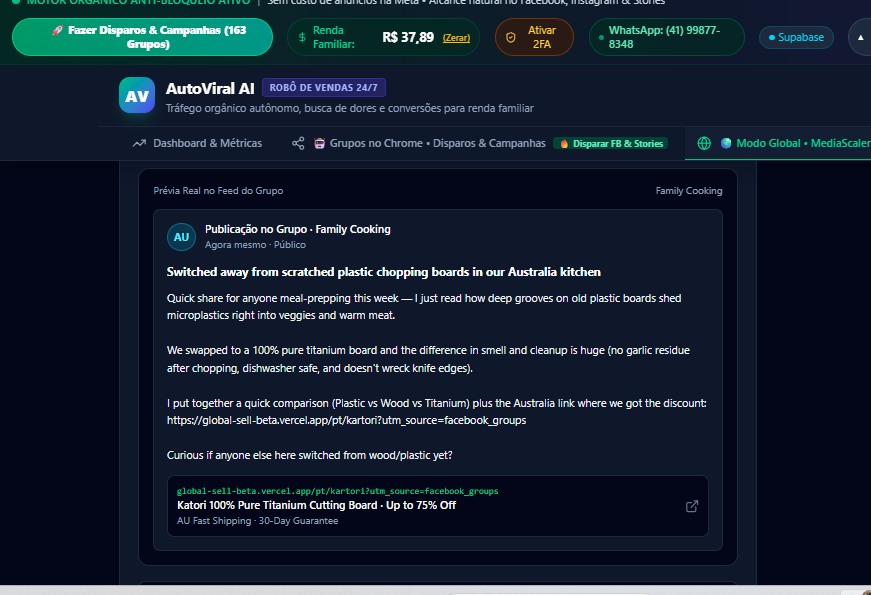 MOTOR ORGÂNICO ANTI-BLOQUEIO ATIVO | Sem custo de anúncios na Meta • Alcance natural no Facebook, Instagram & Stories
🚀 Fazer Disparos & Campanhas (163 Grupos)
$ Renda Familiar: R$ 37,89 (Zerar)
Ativar 2FA
WhatsApp: (41) 99877-8348
Supabase
AV
AutoViral AI ROBÔ DE VENDAS 24/7
Tráfego orgânico autônomo, busca de dores e conversões para renda familiar
Dashboard & Métricas
Grupos no Chrome • Disparos & Campanhas 🔥 Disparar FB & Stories
Modo Global • MediaScaler
Prévia Real no Feed do Grupo
Family Cooking
AU
Publicação no Grupo · Family Cooking
Agora mesmo · Público
Switched away from scratched plastic chopping boards in our Australia kitchen
Quick share for anyone meal-prepping this week — I just read how deep grooves on old plastic boards shed
microplastics right into veggies and warm meat.
We swapped to a 100% pure titanium board and the difference in smell and cleanup is huge (no garlic residue
after chopping, dishwasher safe, and doesn't wreck knife edges).
I put together a quick comparison (Plastic vs Wood vs Titanium) plus the Australia link where we got the discount:
https://global-sell-beta.vercel.app/pt/kartori?utm_source=facebook_groups
Curious if anyone else here switched from wood/plastic yet?
global-sell-beta.vercel.app/pt/kartori?utm_source=facebook_groups
Katori 100% Pure Titanium Cutting Board · Up to 75% Off
AU Fast Shipping · 30-Day Guarantee